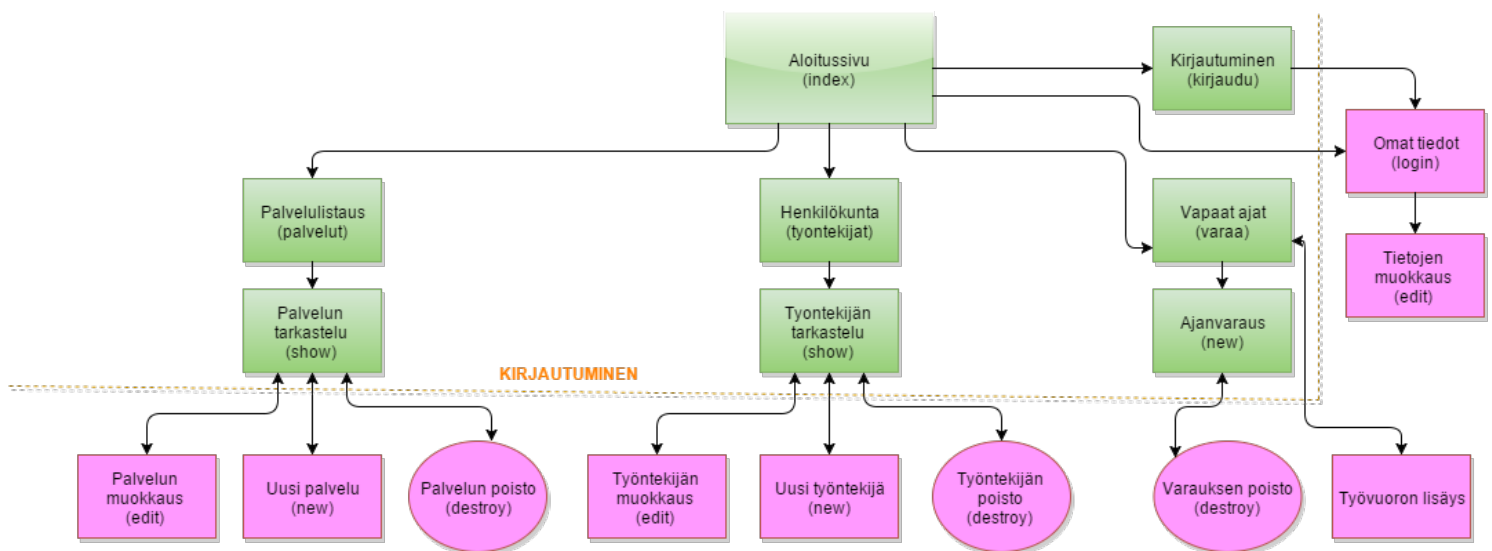 Aloitussivu
(index)
Kirjautuminen
(kirjaudu)
Omat tiedot
(login)
Palvelulistaus
(palvelut)
Henkilökunta
(tyontekijat)
Vapaat ajat
(varaa)
Tietojen
muokkaus
(edit)
Palvelun
tarkastelu
(show)
Tyontekijän
tarkastelu
(show)
Ajanvaraus
(new)
KIRJAUTUMINEN
Palvelun
muokkaus
(edit)
Uusi palvelu
(new)
Palvelun poisto
(destroy)
Työntekijän
muokkaus
(edit)
Uusi työntekijä
(new)
Työntekijän
poisto
(destroy)
Varauksen poisto
(destroy)
Työvuoron lisäys